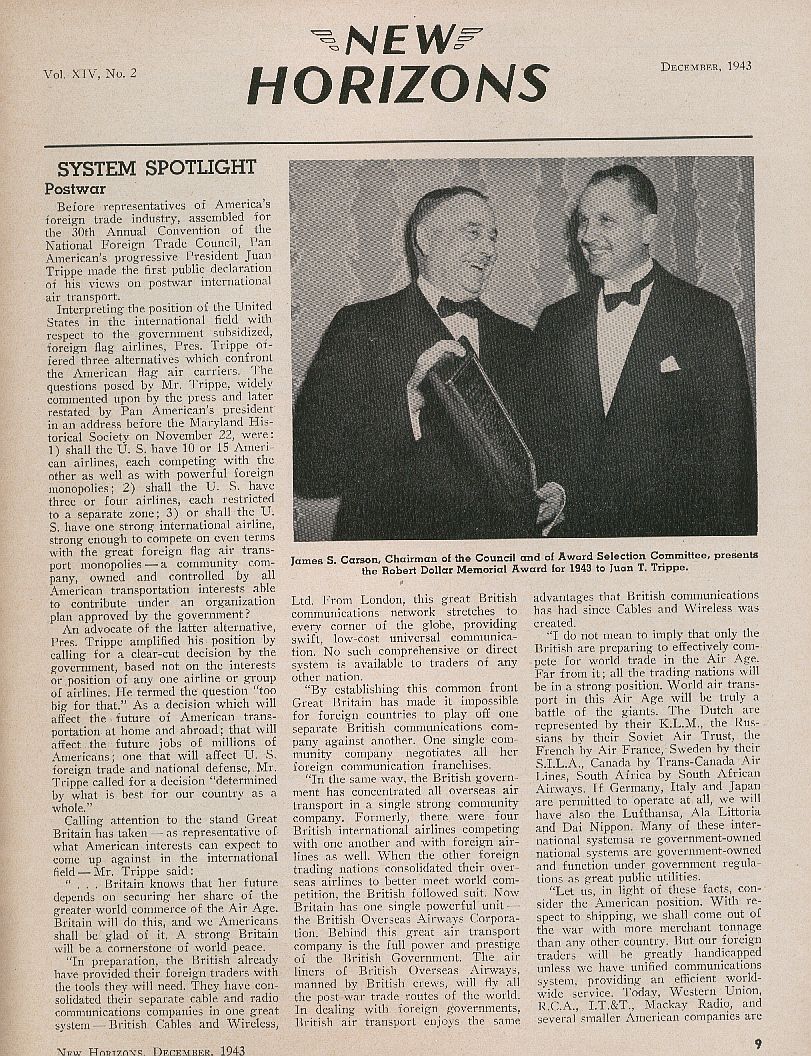 NEW
HORIZONS
Vol. XIV, No. 2
DECEMBER, 1943
SYSTEM SPOTLIGHT
Postwar
Before representatives of America's
foreign trade industry, assembled for
the 30th Annual Convention of the
National Foreign Trade Council, Pan
American's progressive President Juan
Trippe made the first public declaration
of his views on postwar international
air transport.
Interpreting the position of the United
States in the international field with
respect to the government subsidized,
foreign flag airlines, Pres. Trippe of-
fered three alternatives which confront
the American flag air carriers. The
questions posed by Mr. Trippe, widely
commented upon by the press and later
restated by Pan American's president
in an address before the Maryland His-
torical Society on November 22, were:
1) shall the U. S. have 10 or 15 Ameri-
can airlines, each competing with the
other as well as with powerful foreign
monopolies; 2) shall the U. S. have
three or four airlines, each restricted
to a separate zone; 3) or shall the U.
S. have one strong international airline,
strong enough to compete on even terms
with the great foreign flag air trans-
port monopolies — a community com-
pany, owned and controlled by all
American transportation interests able
to contribute under an organization
plan approved by the government?
An advocate of the latter alternative,
Pres. Trippe amplified his position by
calling for a clear-cut decision by the
government, based not on the interests
or position of any one airline or group
of airlines. He termed the question "too
big for that." As a decision which will
affect the future of American trans-
portation at home and abroad; that will
affect the future jobs of millions of
Americans; one that will affect U. S.
foreign trade and national defense, Mr.
Trippe called for a decision "determined
by what is best for our country as a
whole."
Calling attention to the stand Great
Britain has taken — as representative of
what American interests can expect to
come up against in the international
field — Mr. Trippe said:
" . . . Britain knows that her future
depends on securing her share of the
greater world commerce of the Air Age.
Britain will do this, and we Americans
shall be glad of it. A strong Britain
will be a cornerstone of world peace.
"In preparation, the British already
have provided their foreign traders with
the tools they will need. They have con-
solidated their separate cable and radio
communications companies in one great
system — British Cables and Wireless,
James S. Carson, Chairman of the Council and of Award Selection Committee, presents
the Robert Dollar Memorial Award for 1943 to Juan T. Trippe.
Ltd. From London, this great British
communications network stretches to
every corner of the globe, providing
swift, low-cost universal communica-
tion. No such comprehensive or direct
system is available to traders of any
other nation.
"By establishing this common front
Great Britain has made it impossible
for foreign countries to play off one
separate British communications com-
pany against another. One single com-
munity company negotiates all her
foreign communication franchises.
"In the same way, the British govern-
ment has concentrated all overseas air
transport in a single strong community
company. Formerly, there were four
British international airlines competing
with one another and with foreign air-
lines as well. When the other foreign
trading nations consolidated their over-
seas airlines to better meet world com-
petition, the British followed suit. Now
Britain has one single powerful unit—
the British Overseas Airways Corpora-
tion. Behind this great air transport
company is the full power and prestige
of the British Government. The air
liners of British Overseas Airways,
manned by British crews, will fly all
the post-war trade routes of the world.
In dealing with foreign governments,
British air transport enjoys the same
advantages that British communications
has had since Cables and Wireless was
created.
"I do not mean to imply that only the
British are preparing to effectively com-
pete for world trade in the Air Age.
Far from it; all the trading nations will
be in a strong position. World air trans-
port in this Air Age will be truly a
battle of the giants. The Dutch are
represented by their K.L.M., the Rus-
sians by their Soviet Air Trust, the
French by Air France, Sweden by their
S.I.L.A., Canada by Trans-Canada Air
Lines, South Africa by South African
Airways. If Germany, Italy and Japan
are permitted to operate at all, we will
have also the Lufthansa, Ala Littoria
and Dai Nippon. Many of these inter-
national systemsa re government-owned
national systems are government-owned
and function under government regula-
tions as great public utilities.
"Let us, in light of these facts, con-
sider the American position. With re-
spect to shipping, we shall come out of
the war with more merchant tonnage
than any other country. But our foreign
traders will be greatly handicapped
unless we have unified communications
system, providing an efficient world-
wide service. Today, Western Union,
R.C.A., I.T.&T., Mackay Radio, and
several smaller American companies are
NEW HORIZONS, DECEMBER, 1943
9